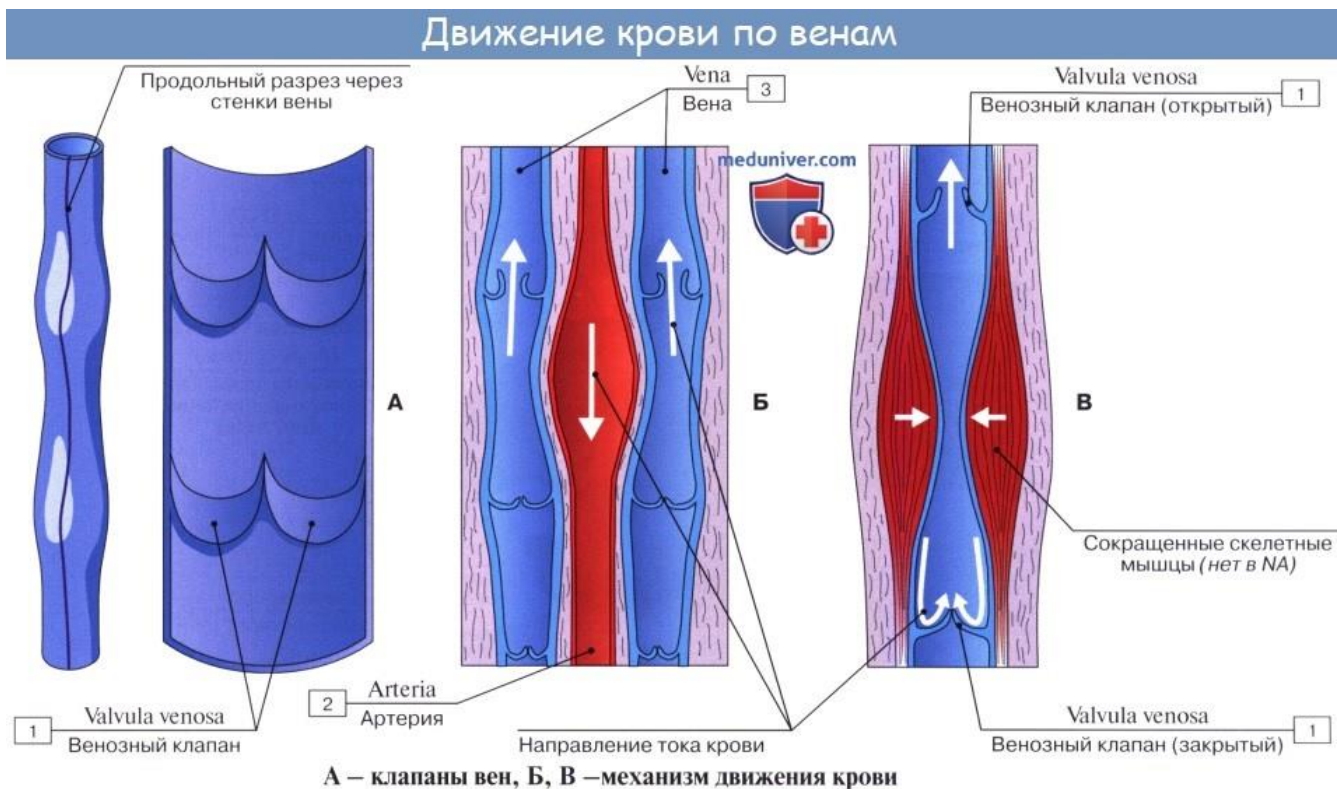 Движение крови по венам
Продольный разрез через
стенки вены
Vena
Вена
3
Valvula venosa
Венозный клапан (открытый)
1
meduniver.com
А
Б
В
Сокращенные скелетные
мышцы (нет в NA)
1
Valvula venosa
Венозный клапан
2
Arteria
Артерия
Направление тока крови
Valvula venosa
Венозный клапан (закрытый)
1
А — клапаны вен, Б, В —механизм движения крови